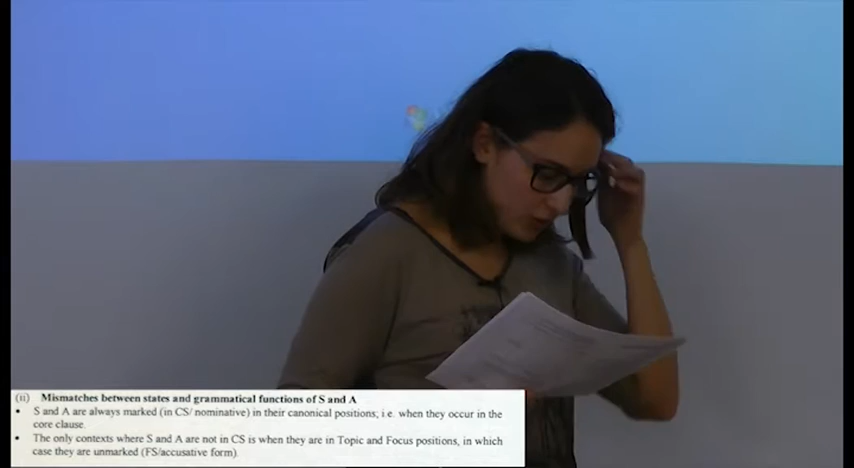 (ii) Mismatches between states and grammatical functions of S and A
• S and A are always marked (in CS/ nominative) in their canonical positions; i.e. when they occur in the
core clause.
• The only contexts where S and A are not in CS is when they are in Topic and Focus positions, in which
case they are unmarked (FS/accusative form)